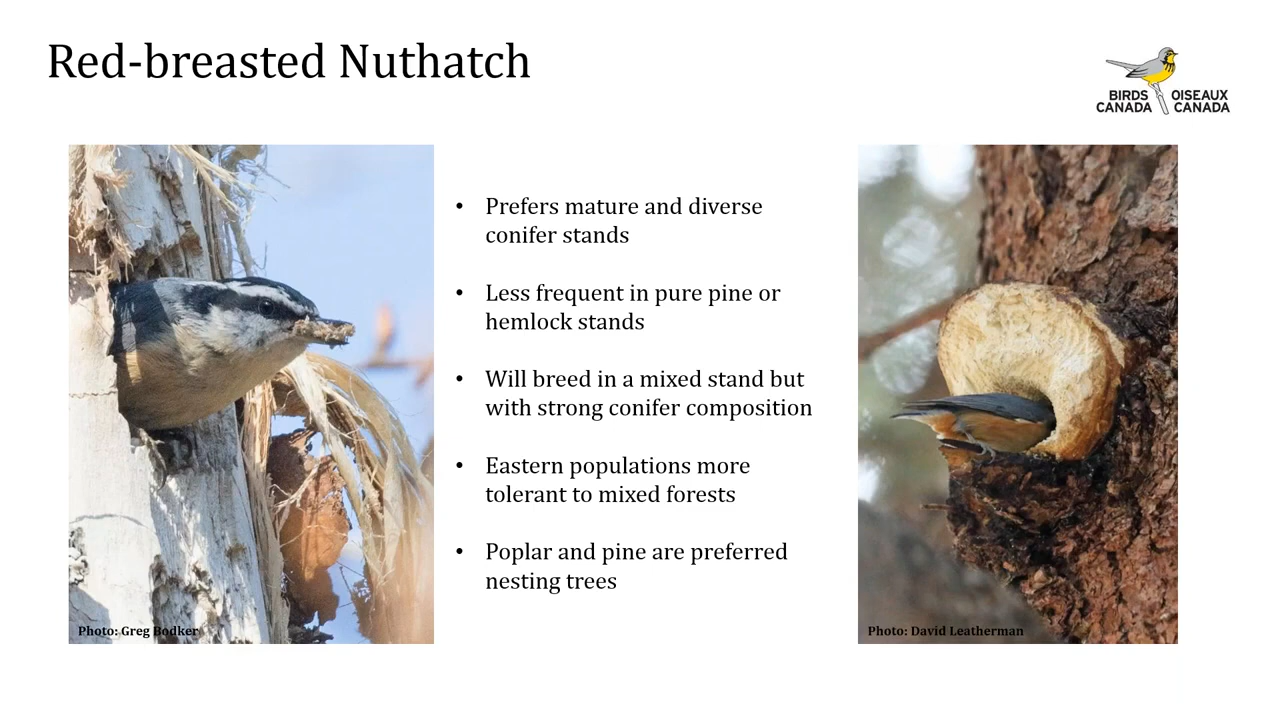 Red-breasted Nuthatch
BIRDS OISEAUX
CANADA CANADA
• Prefers mature and diverse
conifer stands
• Less frequent in pure pine or
hemlock stands
• Will breed in a mixed stand but
with strong conifer composition
• Eastern populations more
tolerant to mixed forests
• Poplar and pine are preferred
nesting trees
Photo: Greg Bodker
Photo: David Leatherman